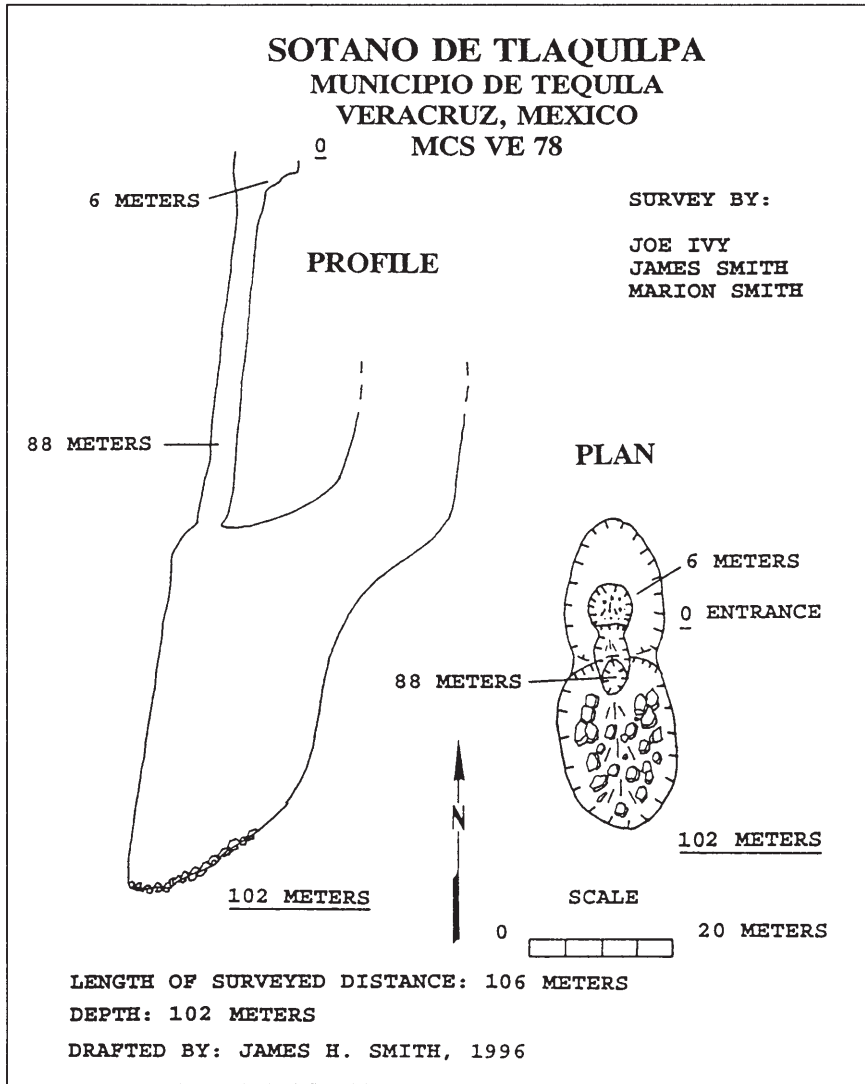 SOTANO DE TLAQUILPA
MUNICIPIO DE TEQUILA
VERACRUZ, MEXICO
MCS VE 78
0
6 METERS
SURVEY BY:
JOE IVY
JAMES SMITH
MARION SMITH
PROFILE
88 METERS
PLAN
6 METERS
0 ENTRANCE
88 METERS
N
102 METERS
102 METERS
SCALE
0 20 METERS
LENGTH OF SURVEYED DISTANCE: 106 METERS
DEPTH: 102 METERS
DRAFTED BY: JAMES H. SMITH, 1996